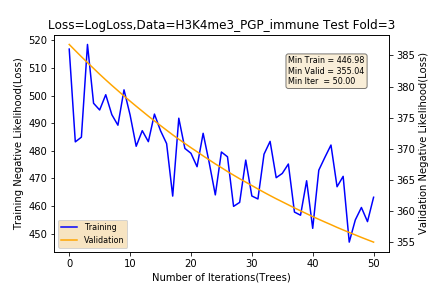 Loss=LogLoss,Data=H3K4me3_PGP_immune Test Fold=3
Training Negative Likelihood(Loss)
520
510
500
490
480
470
460
450
Min Train = 446.98
Min Valid = 355.04
Min Iter = 50.00
Training
Validation
385
380
375
370
365
360
355
Validation Negative Likelihood(Loss)
0
10
20
30
40
50
Number of Iterations(Trees)